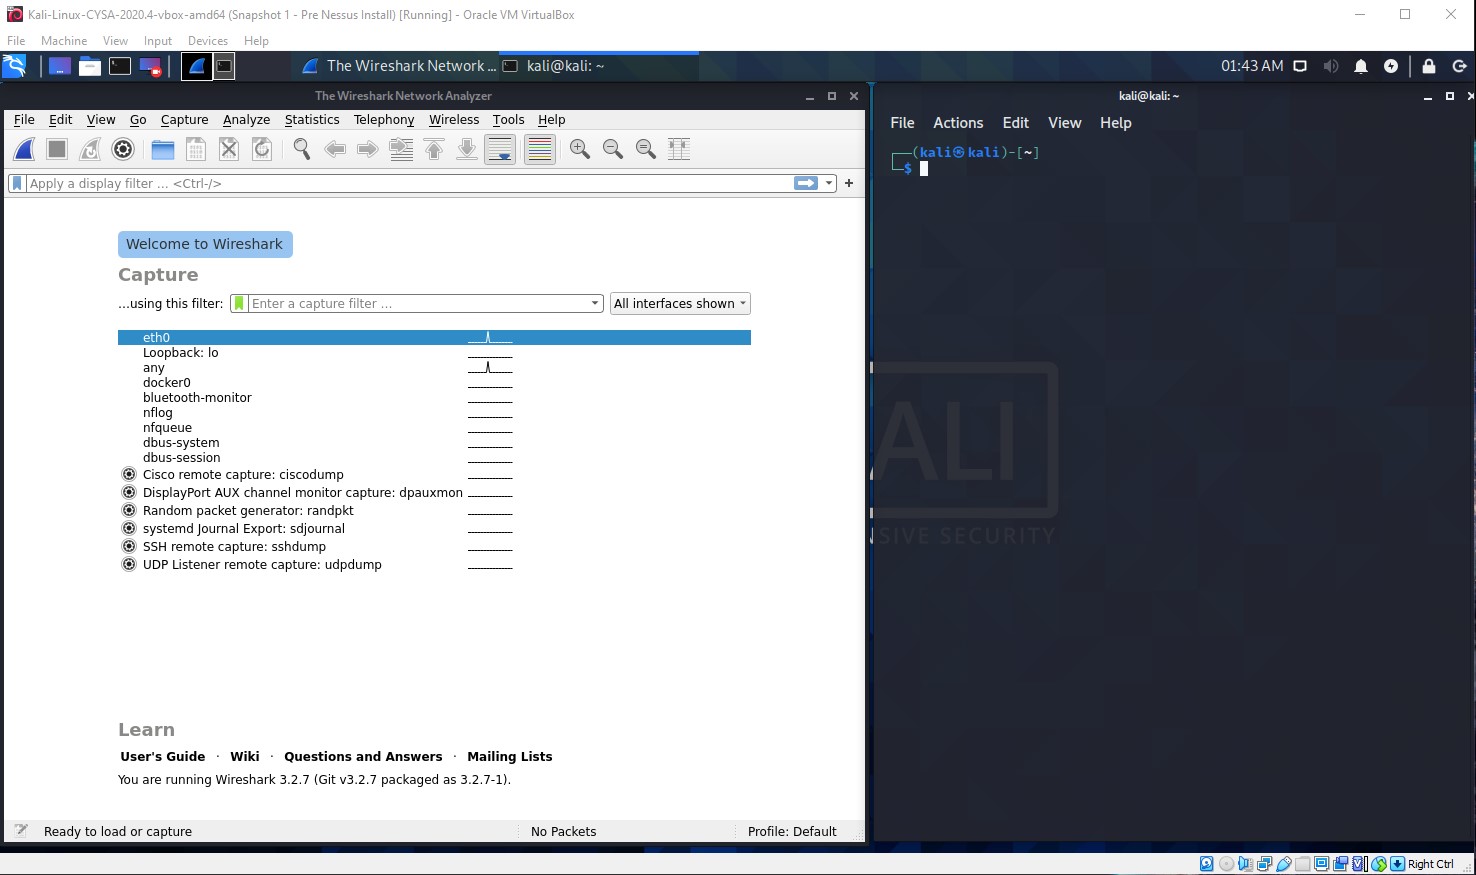 Kali-Linux-CYSA-2020.4-vbox-amd64 (Snapshot 1 - Pre Nessus Install) [Running] - Oracle VM VirtualBox
File Machine View Input Devices Help
The Wireshark Network ... kali@kali: ~ 01:43 AM
The Wireshark Network Analyzer
File Edit View Go Capture Analyze Statistics Telephony Wireless Tools Help
Apply a display filter ... <Ctrl-/>
Welcome to Wireshark
Capture
...using this filter: Enter a capture filter ... All interfaces shown
eth0
Loopback: lo
any
docker0
bluetooth-monitor
nflog
nfqueue
dbus-system
dbus-session
Cisco remote capture: ciscodump
DisplayPort AUX channel monitor capture: dpauxmon
Random packet generator: randpkt
systemd Journal Export: sdjournal
SSH remote capture: sshdump
UDP Listener remote capture: udpdump
Learn
User's Guide · Wiki · Questions and Answers · Mailing Lists
You are running Wireshark 3.2.7 (Git v3.2.7 packaged as 3.2.7-1).
Ready to load or capture No Packets Profile: Default
kali@kali: ~
File Actions Edit View Help
┌──(kali㉿kali)-[~]
└─$
ALI
NSIVE SECURITY
Right Ctrl